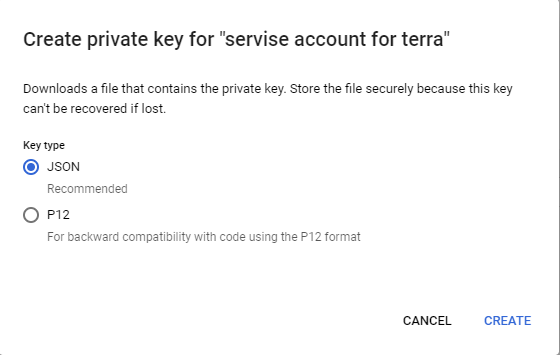 Create private key for "servise account for terra"
Downloads a file that contains the private key. Store the file securely because this key
can't be recovered if lost.
Key type
JSON
Recommended
P12
For backward compatibility with code using the P12 format
CANCEL CREATE